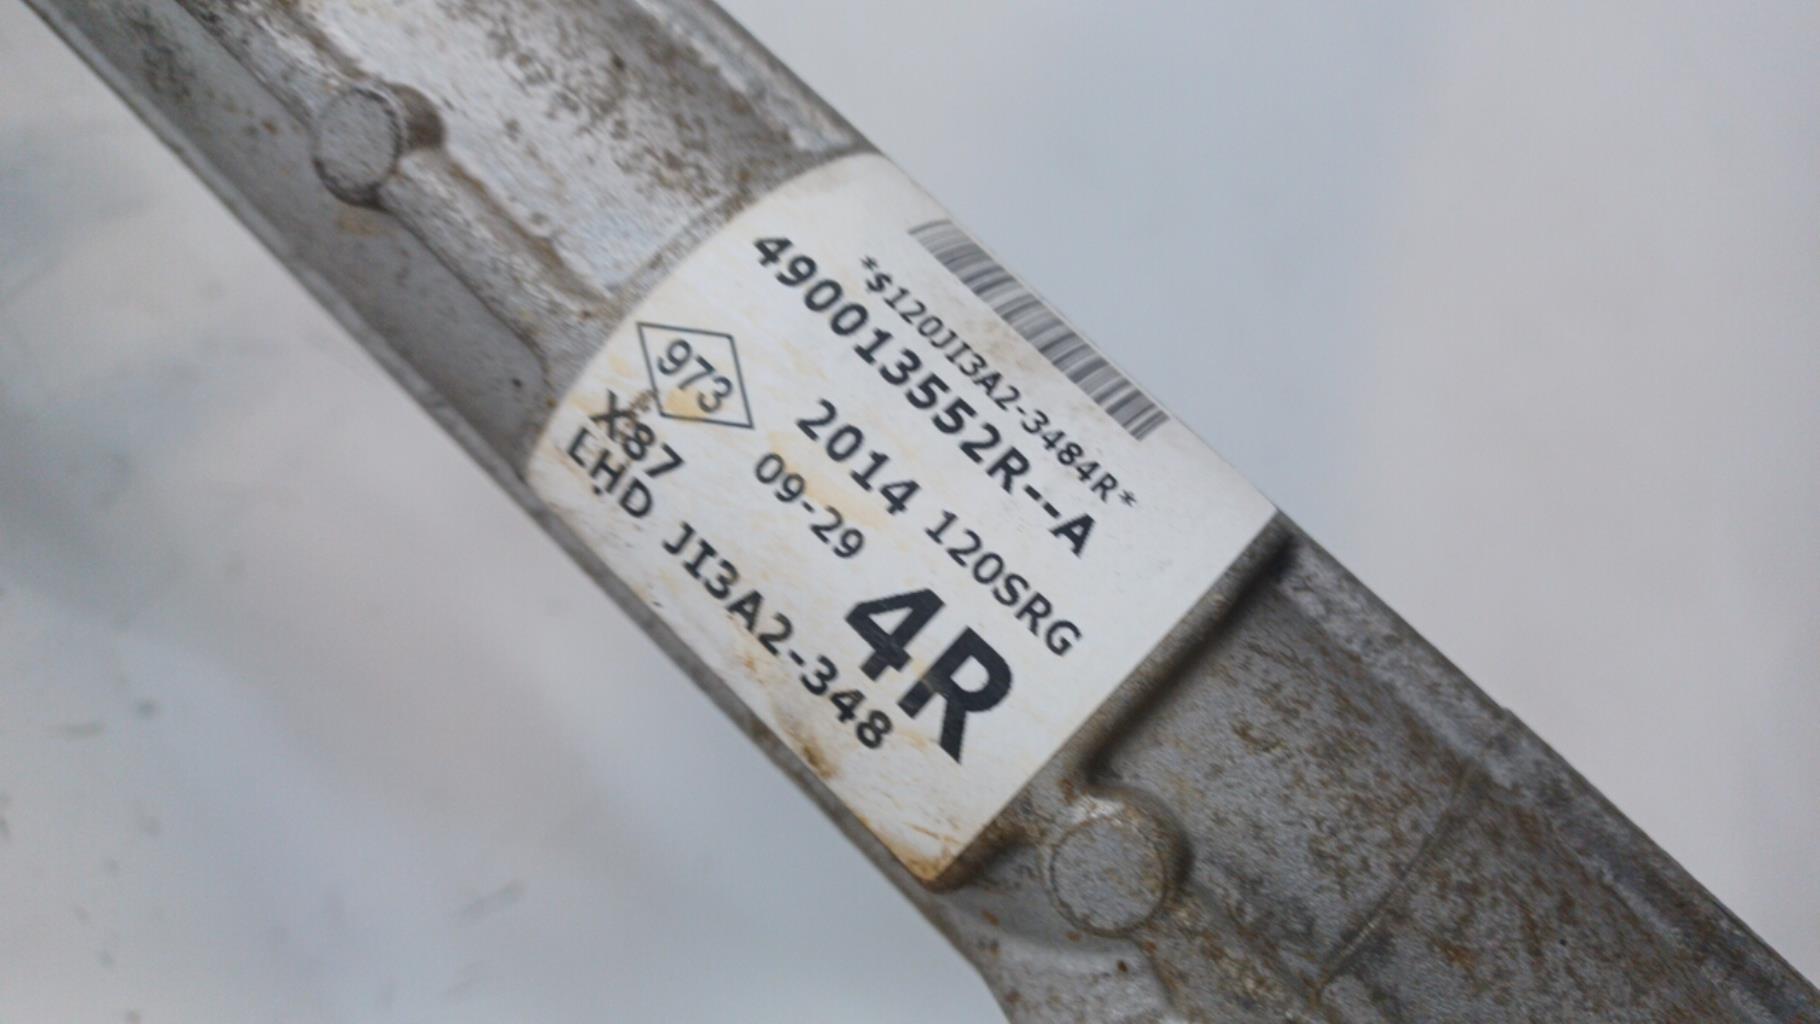 *$120JI3A2-3484R*
490013552R--A
973
2014 120SRG
X87
09-29
4R
LHD JI3A2-348